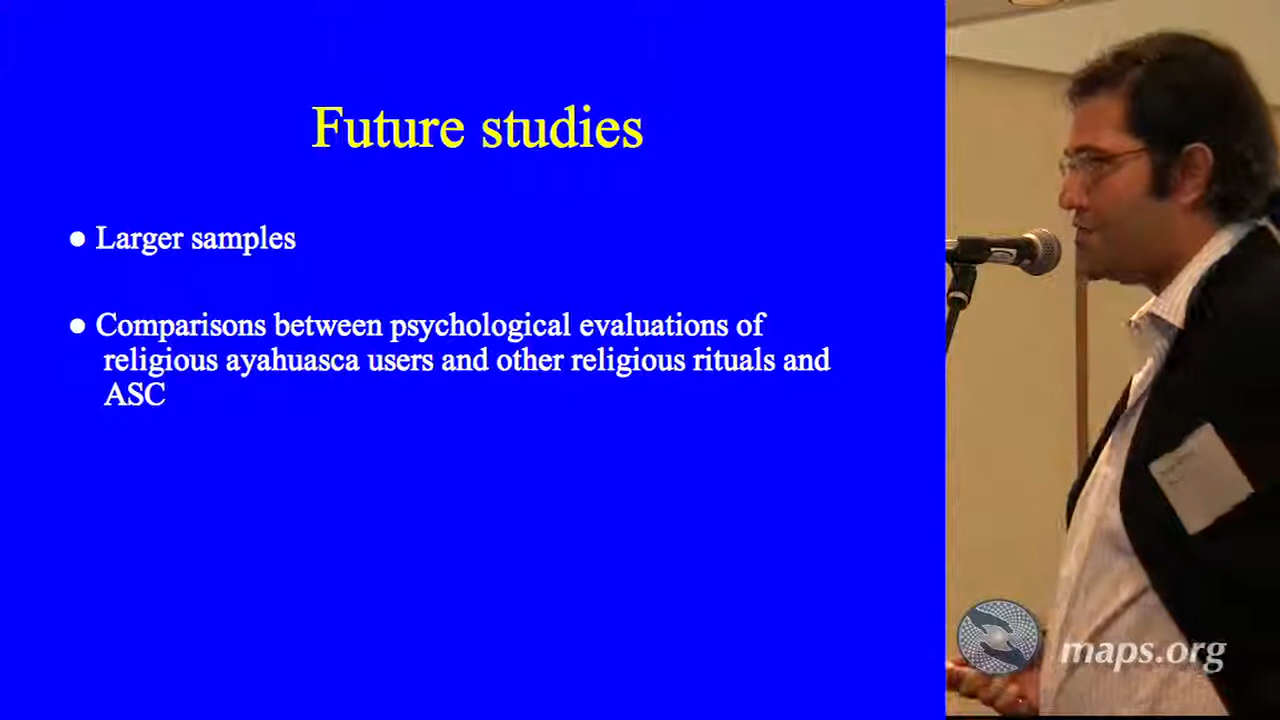 Future studies
● Larger samples
● Comparisons between psychological evaluations of
religious ayahuasca users and other religious rituals and
ASC
maps.org